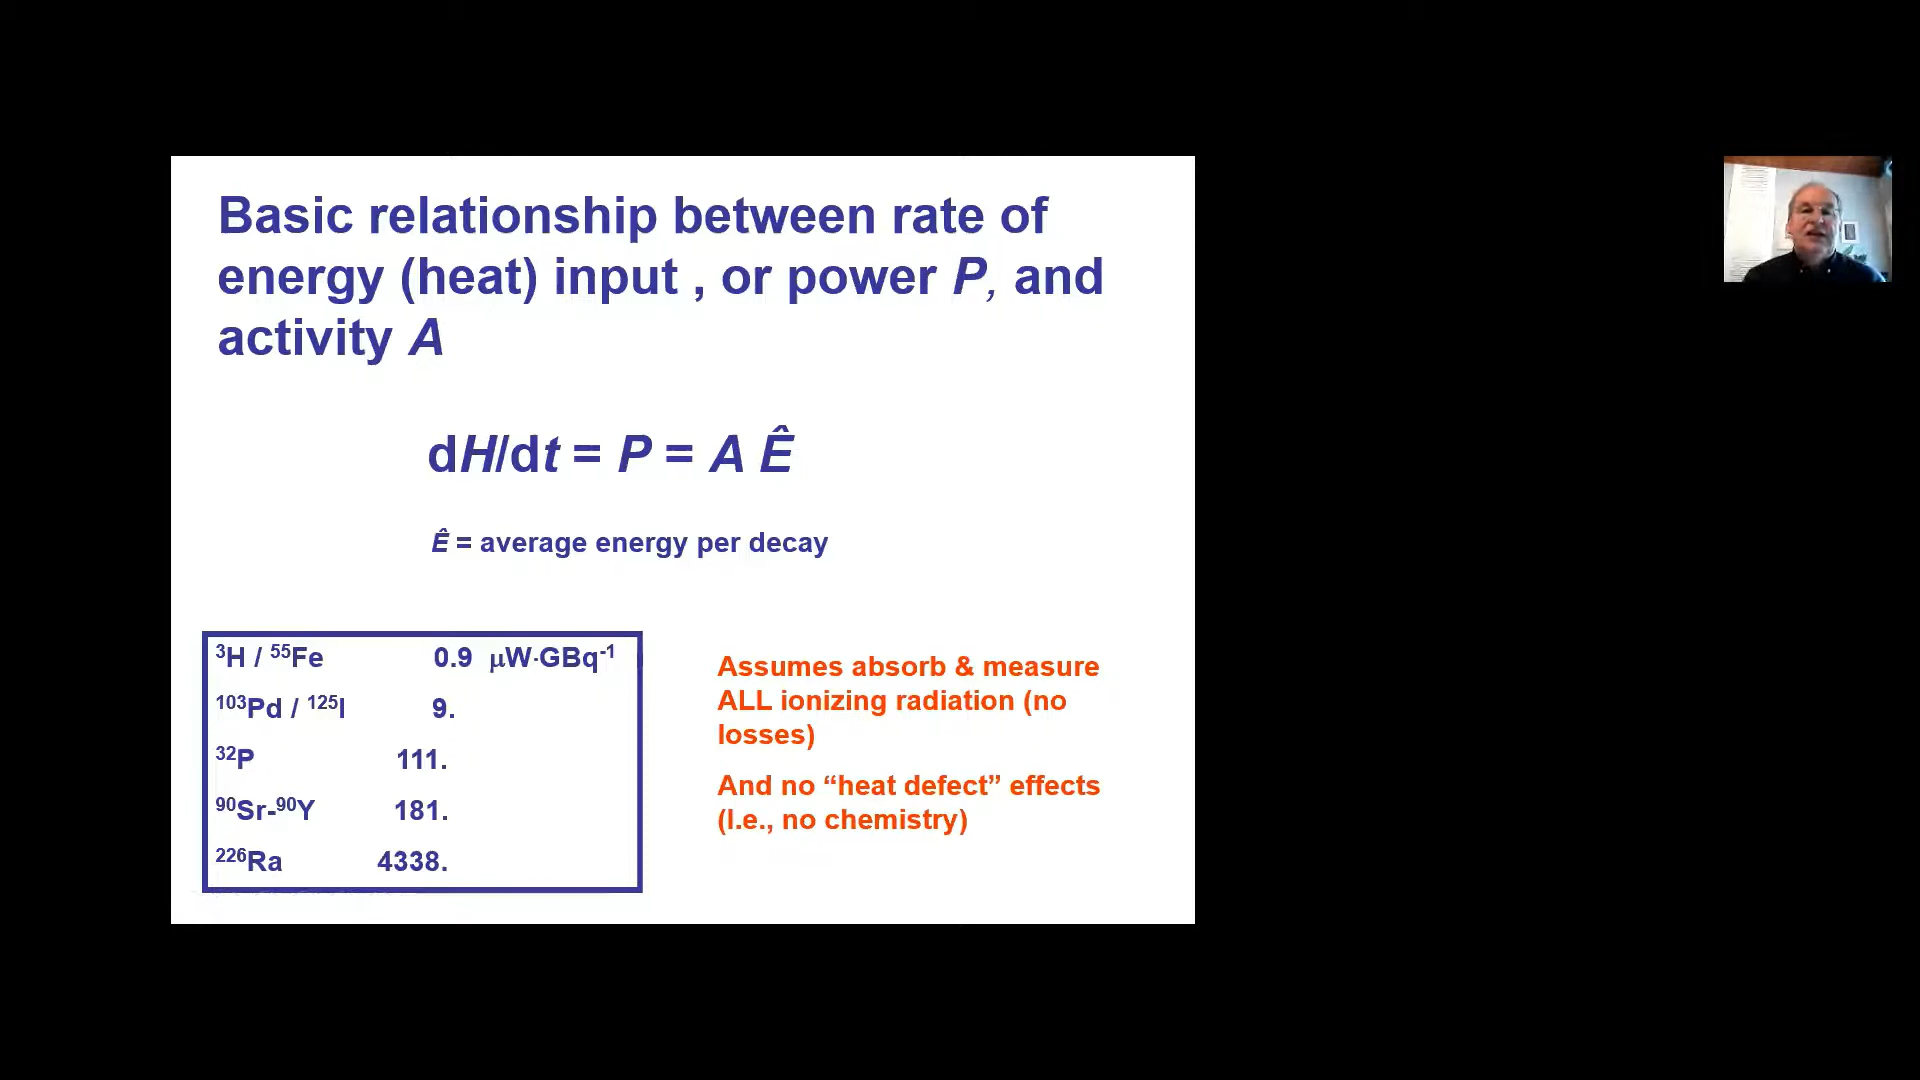 Basic relationship between rate of
energy (heat) input , or power P, and
activity A
dH/dt = P = A Ê
Ê = average energy per decay
³H / ⁵⁵Fe 0.9 µW·GBq⁻¹
¹⁰³Pd / ¹²⁵I 9.
³²P 111.
⁹⁰Sr-⁹⁰Y 181.
²²⁶Ra 4338.
Assumes absorb & measure
ALL ionizing radiation (no
losses)
And no “heat defect” effects
(I.e., no chemistry)